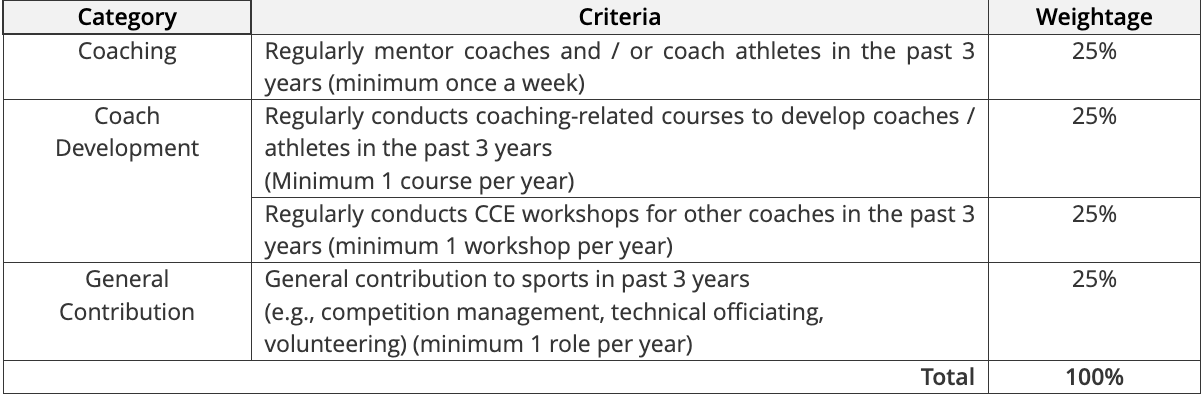 Category Criteria Weightage
Coaching Regularly mentor coaches and / or coach athletes in the past 3 25%
years (minimum once a week)
Coach Regularly conducts coaching-related courses to develop coaches / 25%
Development athletes in the past 3 years
(Minimum 1 course per year)
Regularly conducts CCE workshops for other coaches in the past 3 25%
years (minimum 1 workshop per year)
General General contribution to sports in past 3 years 25%
Contribution (e.g., competition management, technical officiating,
volunteering) (minimum 1 role per year)
Total 100%